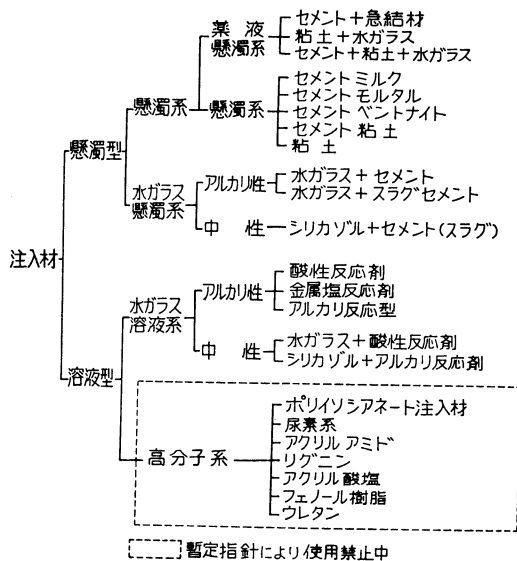 薬液
懸濁系
セメント+急結材
粘土+水ガラス
セメント+粘土+水ガラス
懸濁系
懸濁系
セメントミルク
セメントモルタル
セメントベントナイト
セメント粘土
粘土
懸濁型
水ガラス
懸濁系
アルカリ性
水ガラス+セメント
水ガラス+スラグセメント
中性
シリカゾル+セメント(スラグ)
注入材
水ガラス
溶液系
アルカリ性
酸性反応剤
金属塩反応剤
アルカリ反応型
中性
水ガラス+酸性反応剤
シリカゾル+アルカリ反応剤
溶液型
高分子系
ポリイソシアネート注入材
尿素系
アクリルアミド
リグニン
アクリル酸塩
フェノール樹脂
ウレタン
暫定指針により使用禁止中